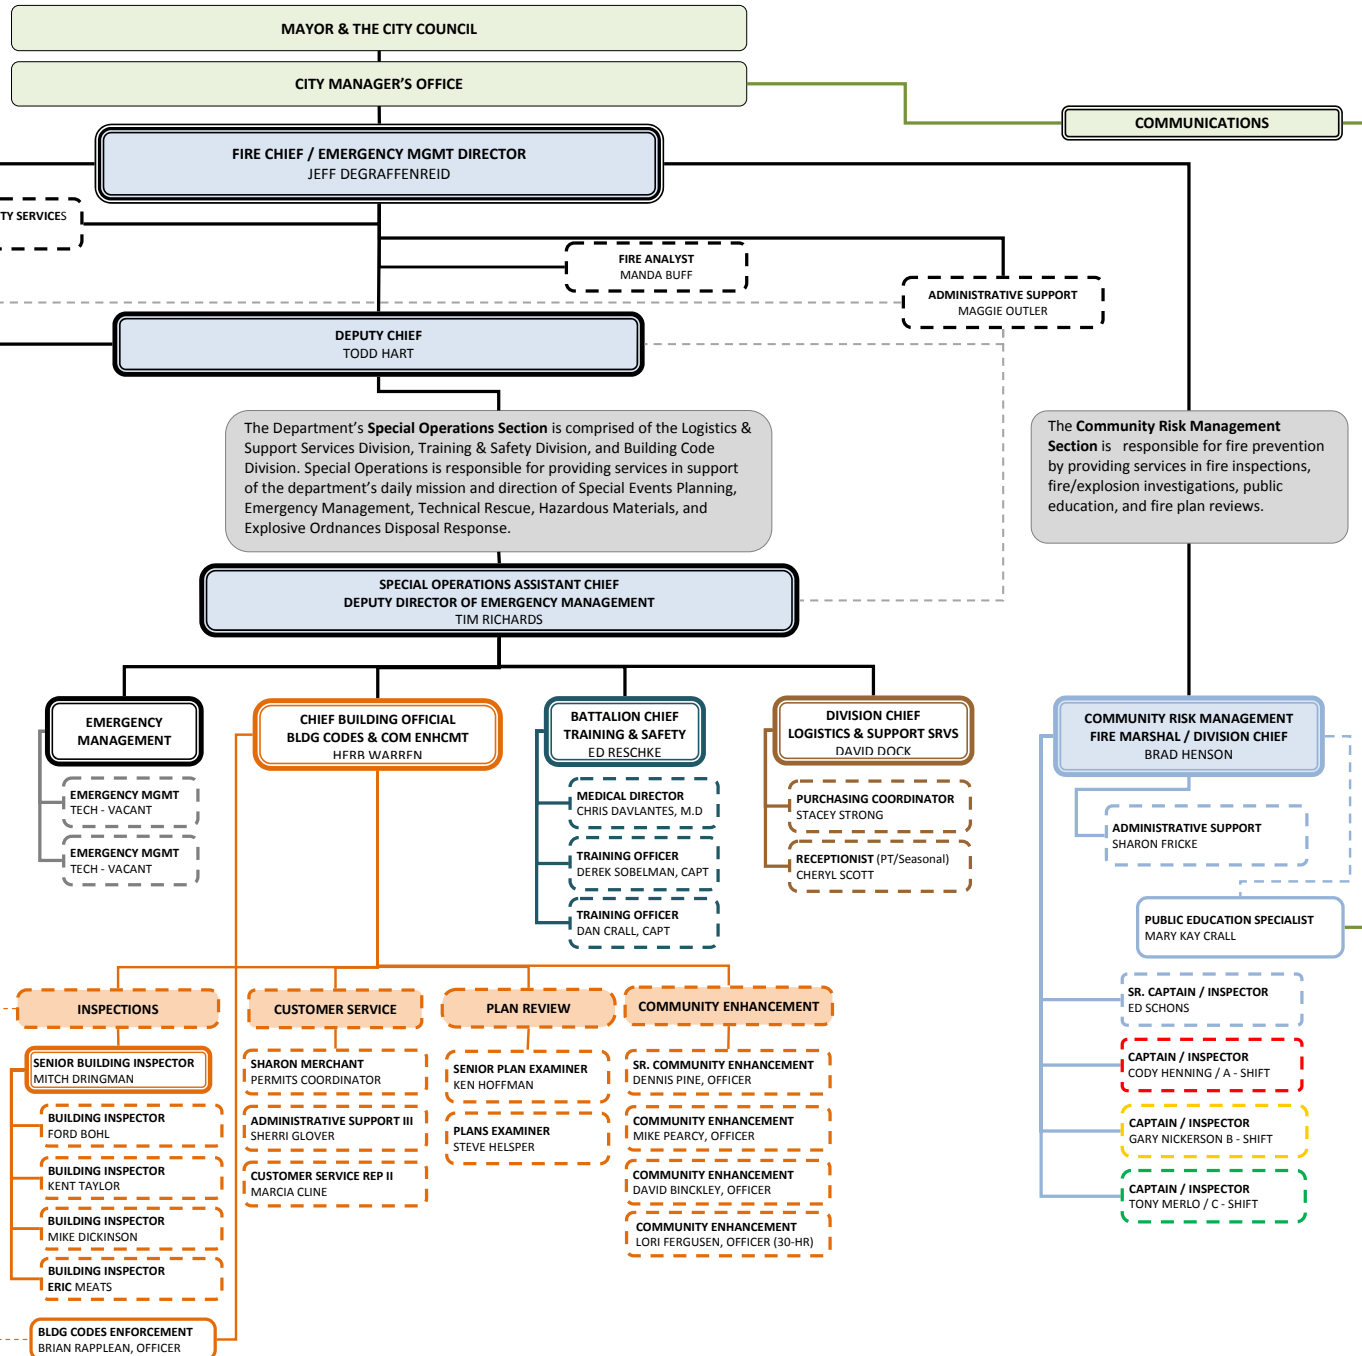 MAYOR & THE CITY COUNCIL
CITY MANAGER'S OFFICE
COMMUNICATIONS
FIRE CHIEF / EMERGENCY MGMT DIRECTOR
JEFF DEGRAFFENREID
TY SERVICES
FIRE ANALYST
MANDA BUFF
ADMINISTRATIVE SUPPORT
MAGGIE OUTLER
DEPUTY CHIEF
TODD HART
The Department's Special Operations Section is comprised of the Logistics &
Support Services Division, Training & Safety Division, and Building Code
Division. Special Operations is responsible for providing services in support
of the department's daily mission and direction of Special Events Planning,
Emergency Management, Technical Rescue, Hazardous Materials, and
Explosive Ordnances Disposal Response.
The Community Risk Management
Section is responsible for fire prevention
by providing services in fire inspections,
fire/explosion investigations, public
education, and fire plan reviews.
SPECIAL OPERATIONS ASSISTANT CHIEF
DEPUTY DIRECTOR OF EMERGENCY MANAGEMENT
TIM RICHARDS
EMERGENCY
MANAGEMENT
EMERGENCY MGMT
TECH - VACANT
EMERGENCY MGMT
TECH - VACANT
CHIEF BUILDING OFFICIAL
BLDG CODES & COM ENHCMT
HERB WARREN
BATTALION CHIEF
TRAINING & SAFETY
ED RESCHKE
MEDICAL DIRECTOR
CHRIS DAVLANTES, M.D
TRAINING OFFICER
DEREK SOBELMAN, CAPT
TRAINING OFFICER
DAN CRALL, CAPT
DIVISION CHIEF
LOGISTICS & SUPPORT SRVS
DAVID DOCK
PURCHASING COORDINATOR
STACEY STRONG
RECEPTIONIST (PT/Seasonal)
CHERYL SCOTT
COMMUNITY RISK MANAGEMENT
FIRE MARSHAL / DIVISION CHIEF
BRAD HENSON
ADMINISTRATIVE SUPPORT
SHARON FRICKE
PUBLIC EDUCATION SPECIALIST
MARY KAY CRALL
SR. CAPTAIN / INSPECTOR
ED SCHONS
CAPTAIN / INSPECTOR
CODY HENNING / A - SHIFT
CAPTAIN / INSPECTOR
GARY NICKERSON B - SHIFT
CAPTAIN / INSPECTOR
TONY MERLO / C - SHIFT
INSPECTIONS
SENIOR BUILDING INSPECTOR
MITCH DRINGMAN
BUILDING INSPECTOR
FORD BOHL
BUILDING INSPECTOR
KENT TAYLOR
BUILDING INSPECTOR
MIKE DICKINSON
BUILDING INSPECTOR
ERIC MEATS
BLDG CODES ENFORCEMENT
BRIAN RAPPLEAN, OFFICER
CUSTOMER SERVICE
SHARON MERCHANT
PERMITS COORDINATOR
ADMINISTRATIVE SUPPORT III
SHERRI GLOVER
CUSTOMER SERVICE REP II
MARCIA CLINE
PLAN REVIEW
SENIOR PLAN EXAMINER
KEN HOFFMAN
PLANS EXAMINER
STEVE HELSPER
COMMUNITY ENHANCEMENT
SR. COMMUNITY ENHANCEMENT
DENNIS PINE, OFFICER
COMMUNITY ENHANCEMENT
MIKE PEARCY, OFFICER
COMMUNITY ENHANCEMENT
DAVID BINCKLEY, OFFICER
COMMUNITY ENHANCEMENT
LORI FERGUSEN, OFFICER (30-HR)